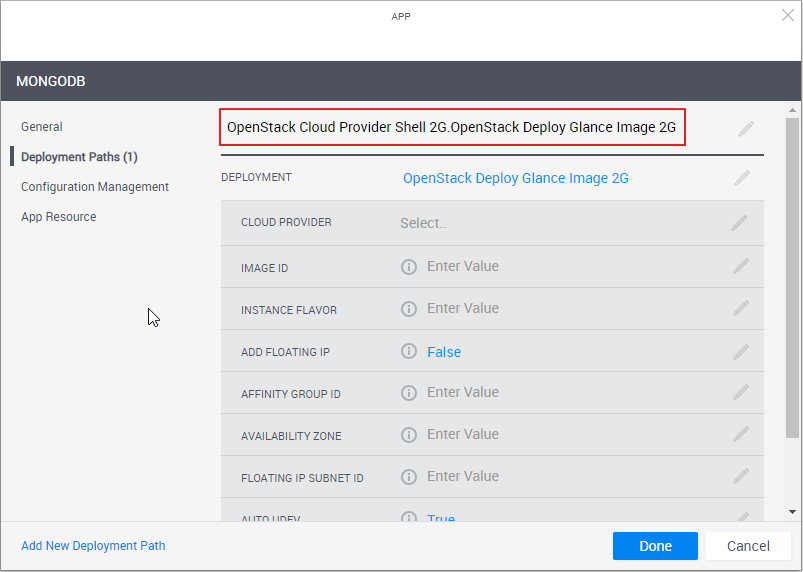 APP
MONGODB
General
Deployment Paths (1)
Configuration Management
App Resource
OpenStack Cloud Provider Shell 2G.OpenStack Deploy Glance Image 2G
DEPLOYMENT OpenStack Deploy Glance Image 2G
CLOUD PROVIDER Select..
IMAGE ID Enter Value
INSTANCE FLAVOR Enter Value
ADD FLOATING IP False
AFFINITY GROUP ID Enter Value
AVAILABILITY ZONE Enter Value
FLOATING IP SUBNET ID Enter Value
AUTO UDEV True
Add New Deployment Path
Done
Cancel